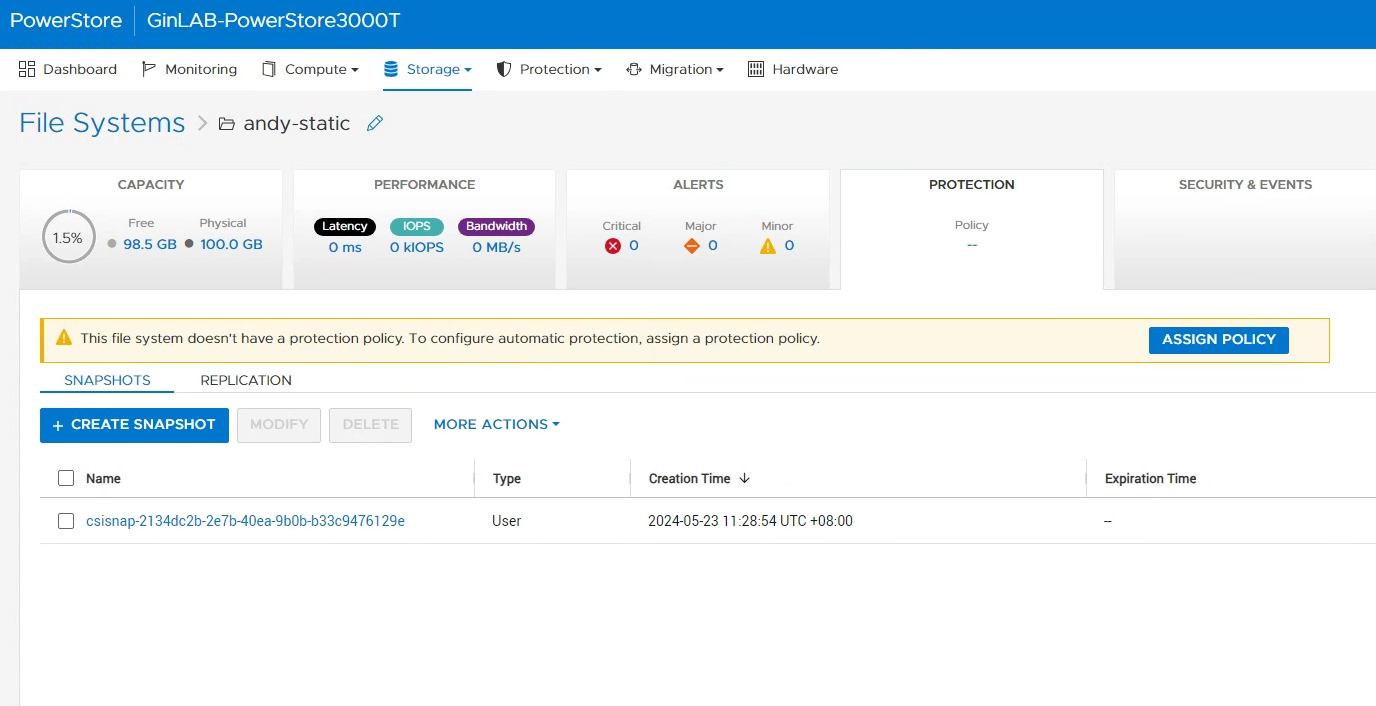 PowerStore GinLAB-PowerStore3000T
Dashboard Monitoring Compute Storage Protection Migration Hardware
File Systems andy-static
CAPACITY
1.5%
Free Physical
98.5 GB 100.0 GB
PERFORMANCE
Latency IOPS Bandwidth
0 ms 0 kIOPS 0 MB/s
ALERTS
Critical Major Minor
0 0 0
PROTECTION
Policy
--
SECURITY & EVENTS
This file system doesn't have a protection policy. To configure automatic protection, assign a protection policy.
ASSIGN POLICY
SNAPSHOTS REPLICATION
+ CREATE SNAPSHOT MODIFY DELETE MORE ACTIONS
Name Type Creation Time Expiration Time
csisnap-2134dc2b-2e7b-40ea-9b0b-b33c9476129e User 2024-05-23 11:28:54 UTC +08:00 --